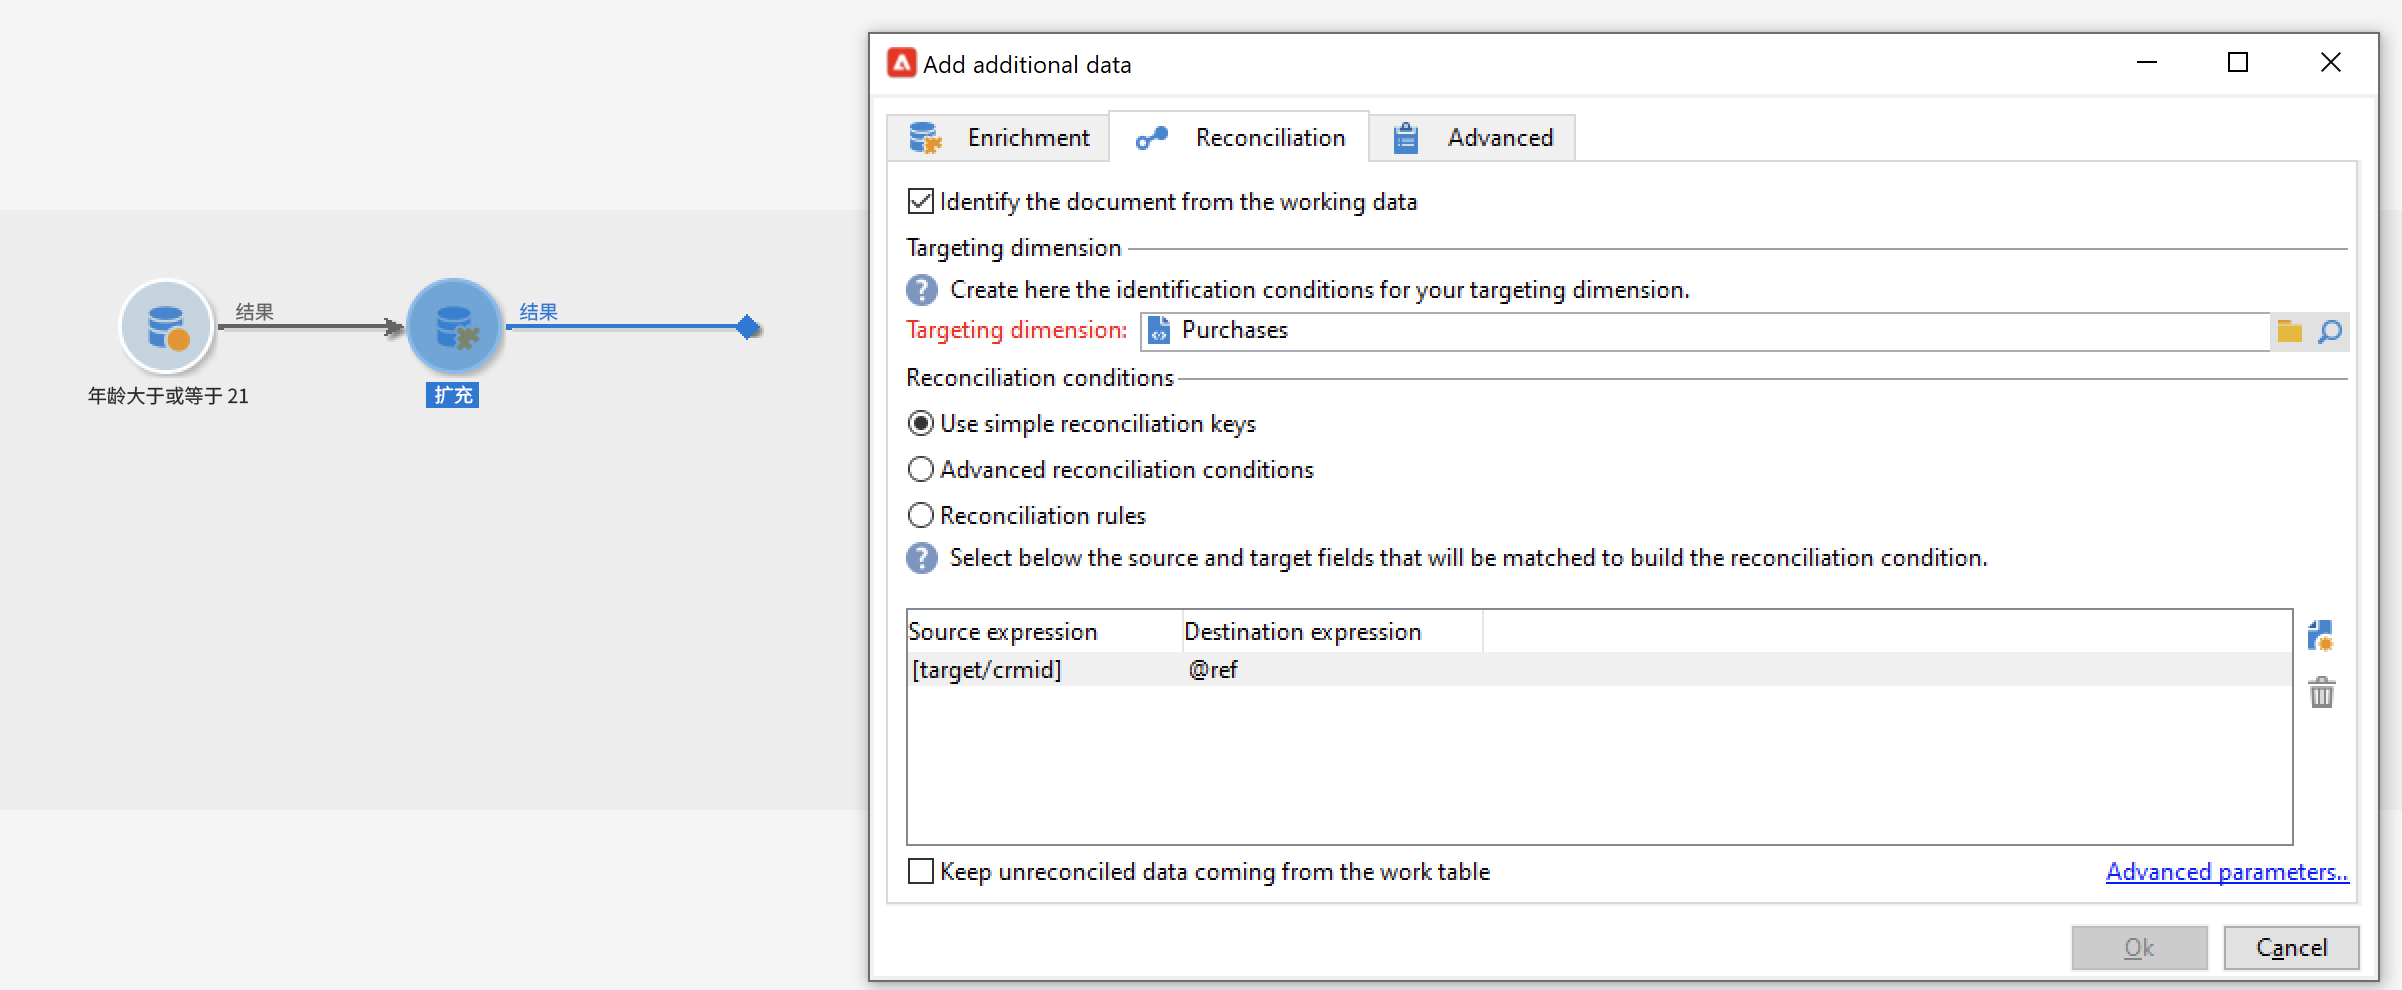 结果
结果
年龄大于或等于 21
扩充
Add additional data
Enrichment
Reconciliation
Advanced
Identify the document from the working data
Targeting dimension
Create here the identification conditions for your targeting dimension.
Targeting dimension:
Purchases
Reconciliation conditions
Use simple reconciliation keys
Advanced reconciliation conditions
Reconciliation rules
Select below the source and target fields that will be matched to build the reconciliation condition.
Source expression
Destination expression
[target/crmid]
@ref
Keep unreconciled data coming from the work table
Advanced parameters..
Ok
Cancel